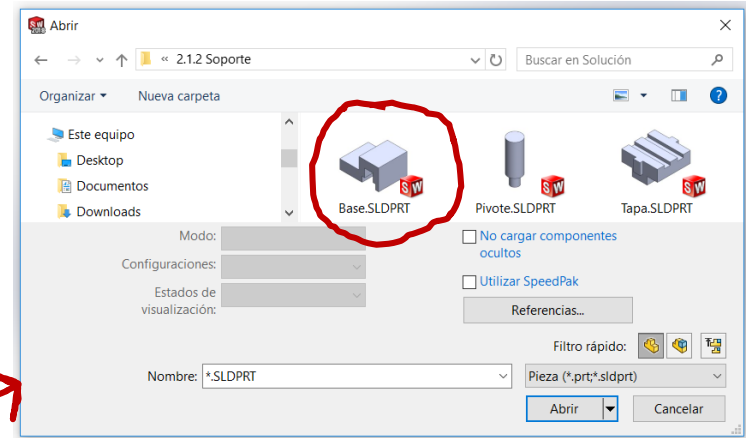 Abrir
« 2.1.2 Soporte
Buscar en Solución
Organizar
Nueva carpeta
Este equipo
Desktop
Documentos
Downloads
Base.SLDPRT
Pivote.SLDPRT
Tapa.SLDPRT
Modo:
Configuraciones:
Estados de
visualización:
No cargar componentes
ocultos
Utilizar SpeedPak
Referencias...
Filtro rápido:
Nombre:
*.SLDPRT
Pieza (*.prt;*.sldprt)
Abrir
Cancelar